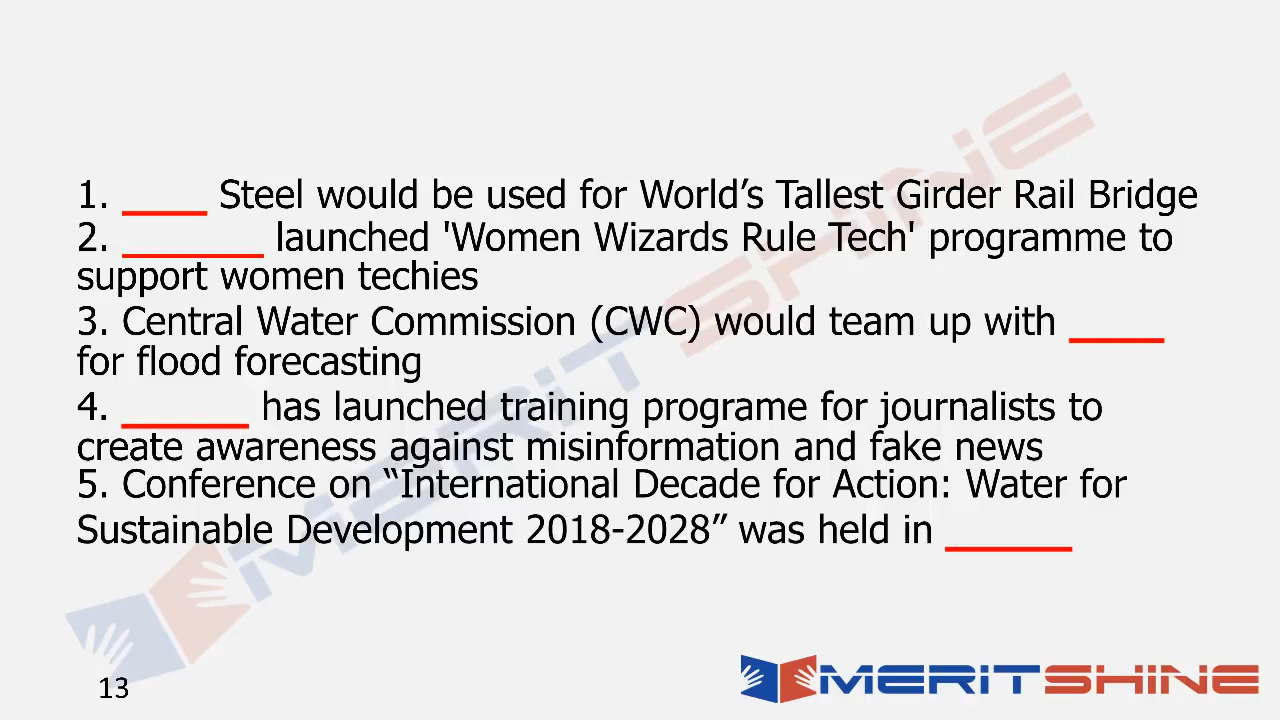 1. ____ Steel would be used for World’s Tallest Girder Rail Bridge
2. ______ launched 'Women Wizards Rule Tech' programme to
support women techies
3. Central Water Commission (CWC) would team up with ____
for flood forecasting
4. ______ has launched training programe for journalists to
create awareness against misinformation and fake news
5. Conference on “International Decade for Action: Water for
Sustainable Development 2018-2028” was held in ______
MERITSHINE
13
MERITSHINE